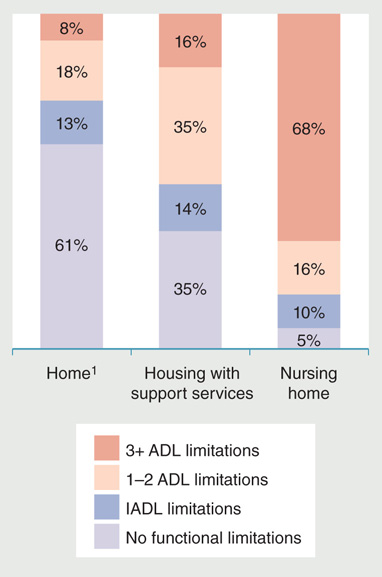 8%
16%
18%
13%
61%
35%
14%
35%
68%
16%
10%
5%
Home¹
Housing with
support services
Nursing
home
3+ ADL limitations
1–2 ADL limitations
IADL limitations
No functional limitations